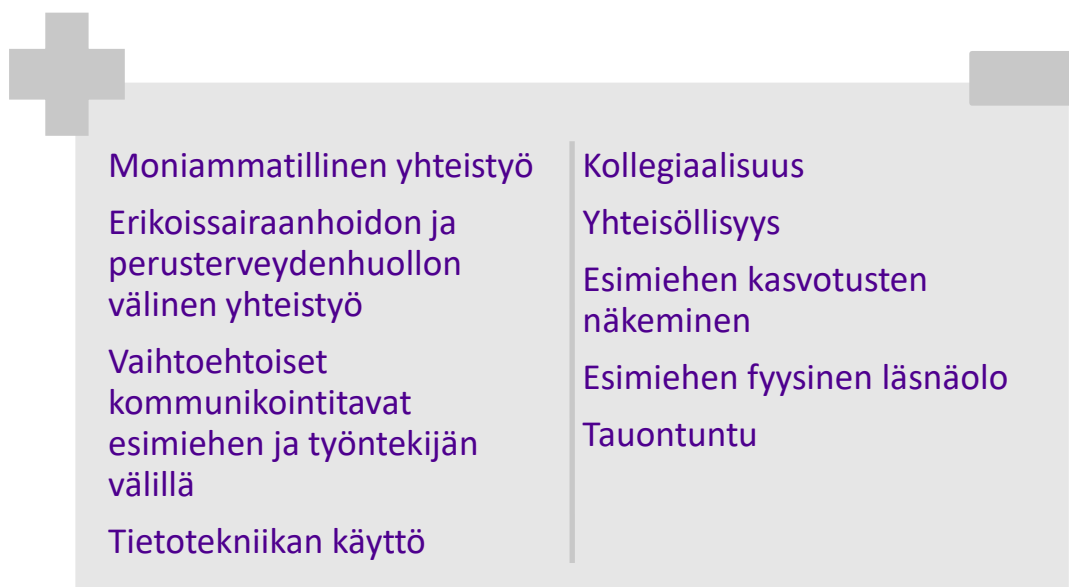 Moniammatillinen yhteistyö
Erikoissairaanhoidon ja
perusterveydenhuollon
välinen yhteistyö
Vaihtoehtoiset
kommunikointitavat
esimiehen ja työntekijän
välillä
Tietotekniikan käyttö
Kollegiaalisuus
Yhteisöllisyys
Esimiehen kasvotusten
näkeminen
Esimiehen fyysinen läsnäolo
Tauontuntu